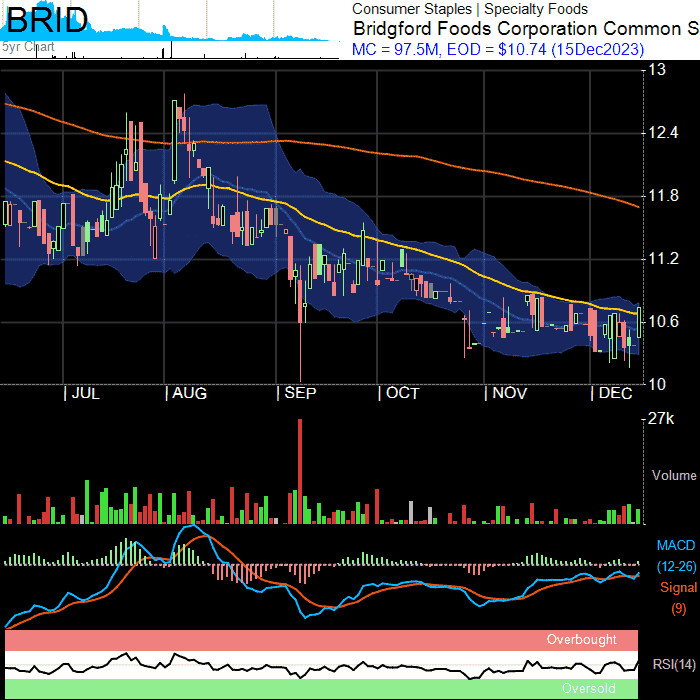 BRID
5yr Chart
Consumer Staples | Specialty Foods
Bridgford Foods Corporation Common S
MC = 97.5M, EOD = $10.74 (15Dec2023)
13
12.4
11.8
11.2
10.6
10
| JUL | AUG | SEP | OCT | NOV | DEC
27k
Volume
MACD
(12-26)
Signal
(9)
Overbought
RSI(14)
Oversold